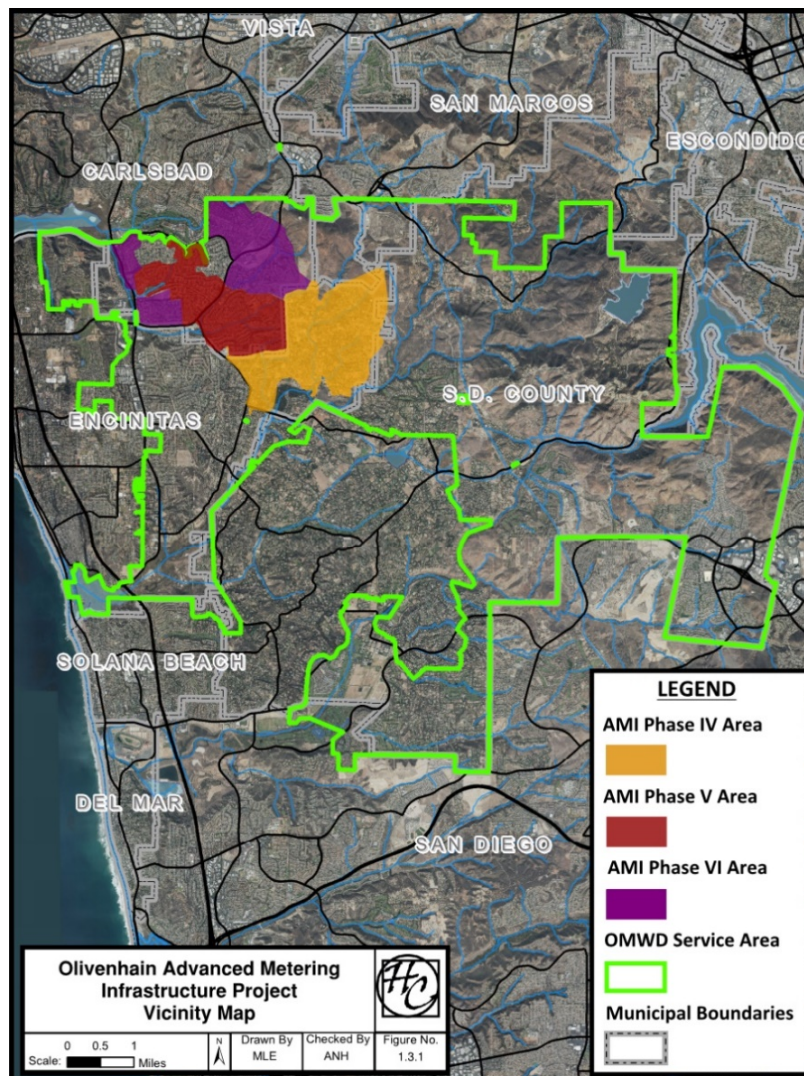 VISTA
SAN MARCOS
ESCONDIDO
CARLSBAD
S.D. COUNTY
ENCINITAS
SOLANA BEACH
DEL MAR
SAN DIEGO
LEGEND
AMI Phase IV Area
AMI Phase V Area
AMI Phase VI Area
OMWD Service Area
Municipal Boundaries
Olivenhain Advanced Metering
Infrastructure Project
Vicinity Map
HC
Scale:
0 0.5 1
Miles
N
Drawn By
MLE
Checked By
ANH
Figure No.
1.3.1